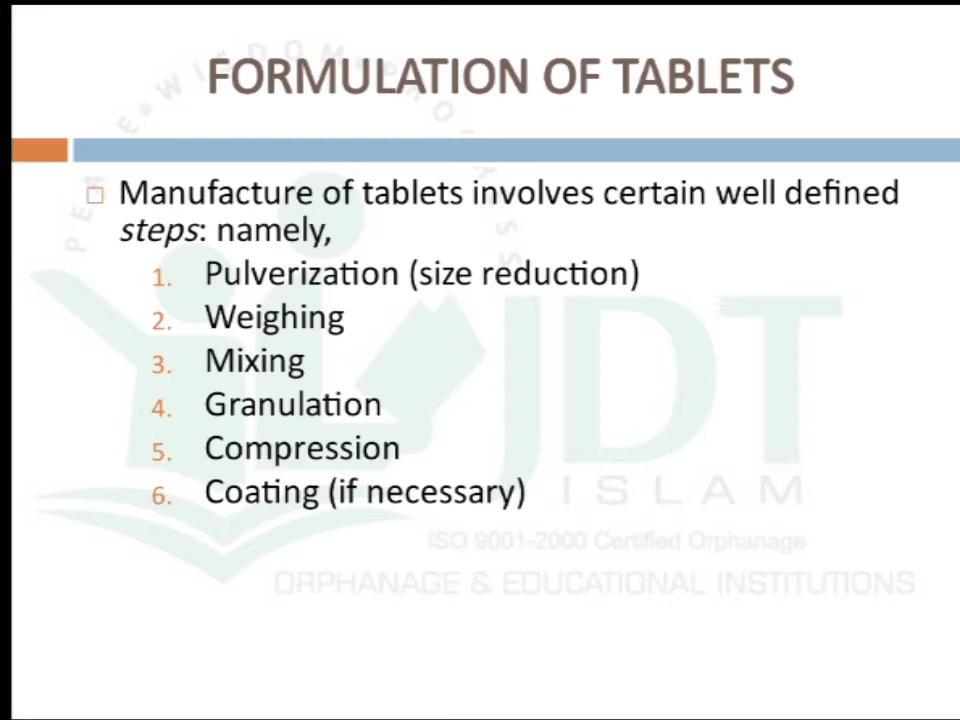 FORMULATION OF TABLETS
Manufacture of tablets involves certain well defined
steps: namely,
1. Pulverization (size reduction)
2. Weighing
3. Mixing
4. Granulation
5. Compression
6. Coating (if necessary)
JDT
ISLAM
ISO 9001-2000 Certified Orphanage
ORPHANAGE & EDUCATIONAL INSTITUTIONS